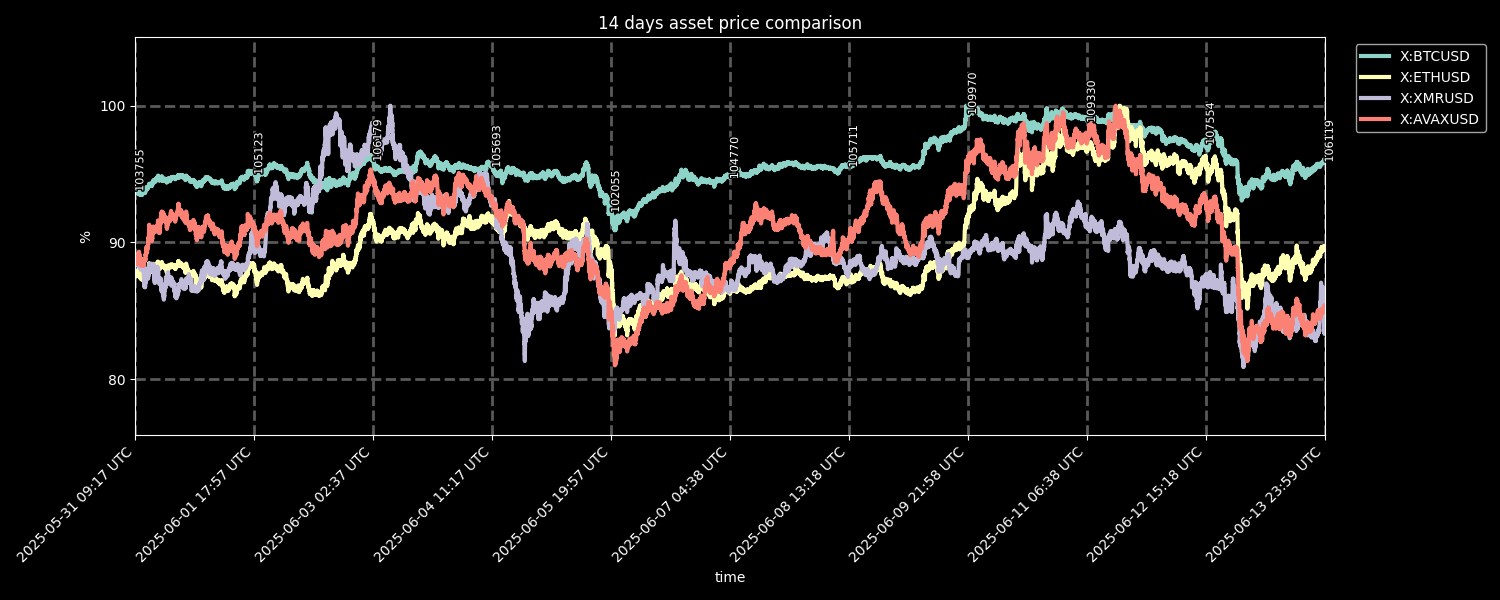 14 days asset price comparison
X:BTCUSD
X:ETHUSD
X:XMRUSD
X:AVAXUSD
100
90
80
%
103755
105123
106179
105693
102055
104770
105711
109970
109330
107554
106119
2025-05-31 09:17 UTC
2025-06-01 17:57 UTC
2025-06-03 02:37 UTC
2025-06-04 11:17 UTC
2025-06-05 19:57 UTC
2025-06-07 04:38 UTC
2025-06-08 13:18 UTC
2025-06-09 21:58 UTC
2025-06-11 06:38 UTC
2025-06-12 15:18 UTC
2025-06-13 23:59 UTC
time